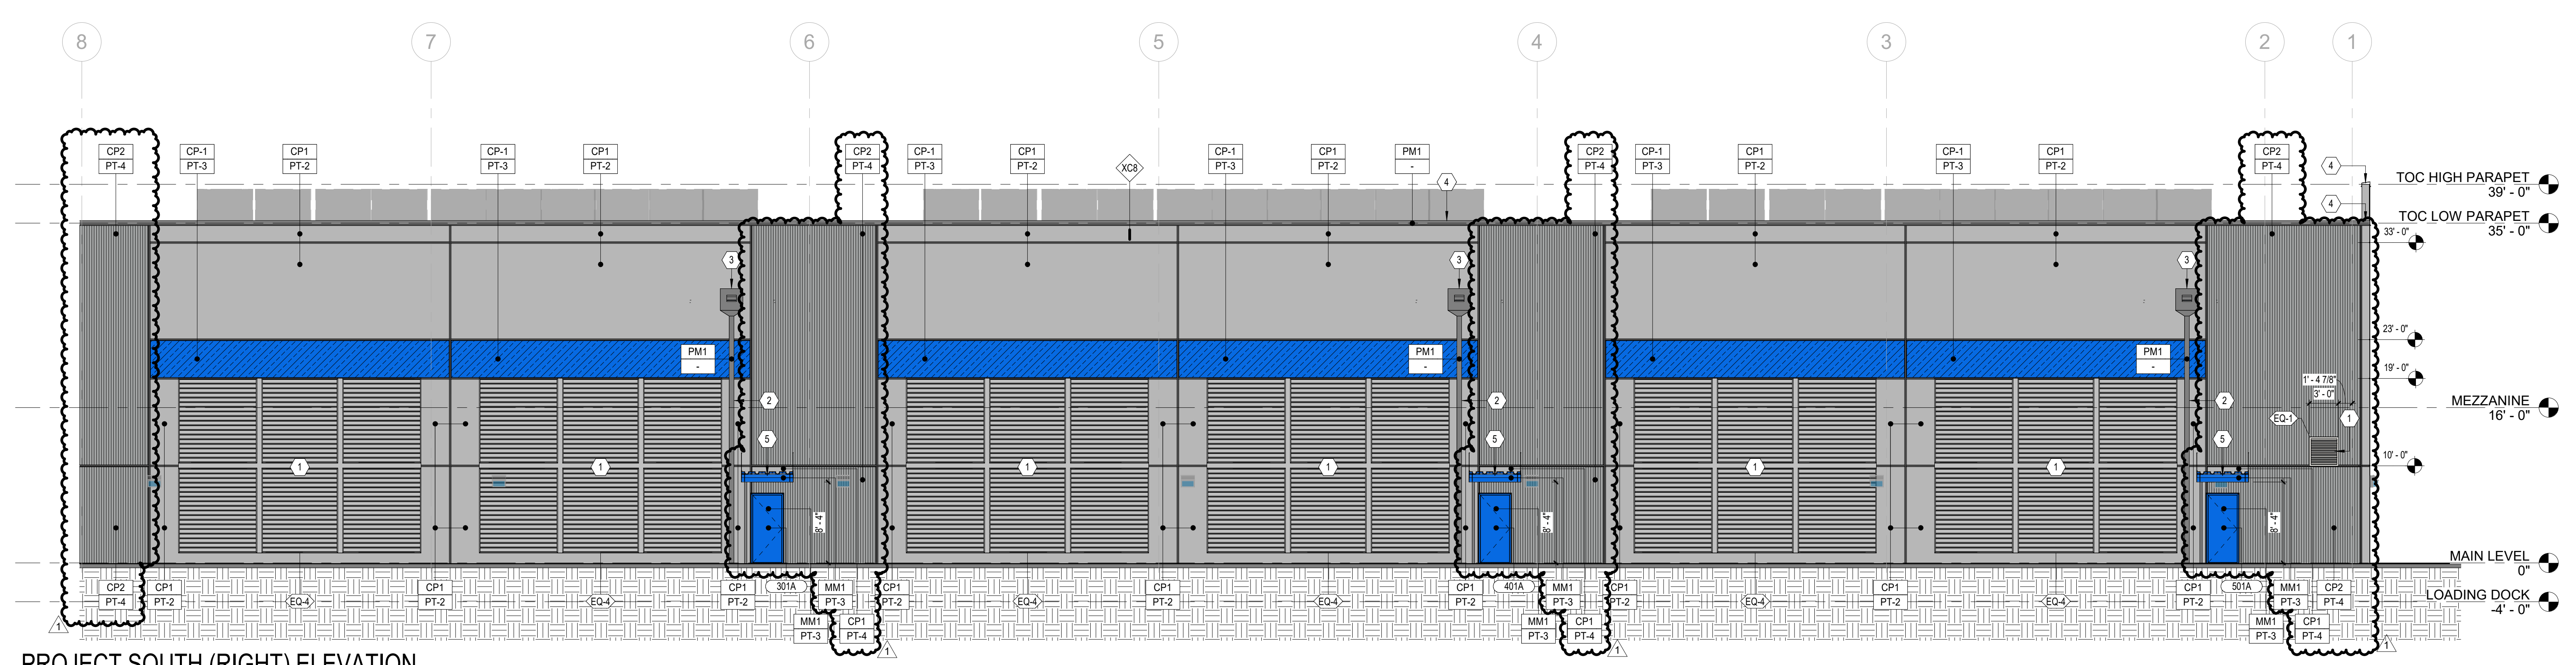 8 7 6 5 4 3 2 1
CP2 CP-1 CP1 CP-1 CP1 CP2 CP-1 CP1 CP-1 CP1 PM1 CP2 CP-1 CP1 CP-1 CP1 CP2
PT-4 PT-3 PT-2 PT-3 PT-2 PT-4 PT-3 PT-2 XC8 PT-3 PT-2 - PT-4 PT-3 PT-2 PT-3 PT-2 PT-4 4
4
TOC HIGH PARAPET
39' - 0"
4
TOC LOW PARAPET
35' - 0"
33' - 0"
3 3 3
23' - 0"
PM1 PM1 PM1
- - -
19' - 0"
1' - 4 7/8"
3' - 0"
2 2 2
MEZZANINE
16' - 0"
EQ-1 1
5 5 5
10' - 0"
1 1 1 1 1 1
8' - 4" 8' - 4" 8' - 4"
MAIN LEVEL
0"
CP2 CP1 CP1 CP1 301A MM1 CP1 CP1 CP1 401A MM1 CP1 CP1 CP1 501A MM1 CP2
PT-4 PT-2 EQ-4 PT-2 EQ-4 PT-2 PT-3 PT-2 EQ-4 PT-2 EQ-4 PT-2 PT-3 PT-2 EQ-4 PT-2 EQ-4 PT-2 PT-3 PT-4
LOADING DOCK
-4' - 0"
1 MM1 CP1 MM1 CP1 MM1 CP1
PT-3 PT-4 PT-3 PT-4 PT-3 PT-4
1 1 1
PROJECT SOUTH (RIGHT) ELEVATION